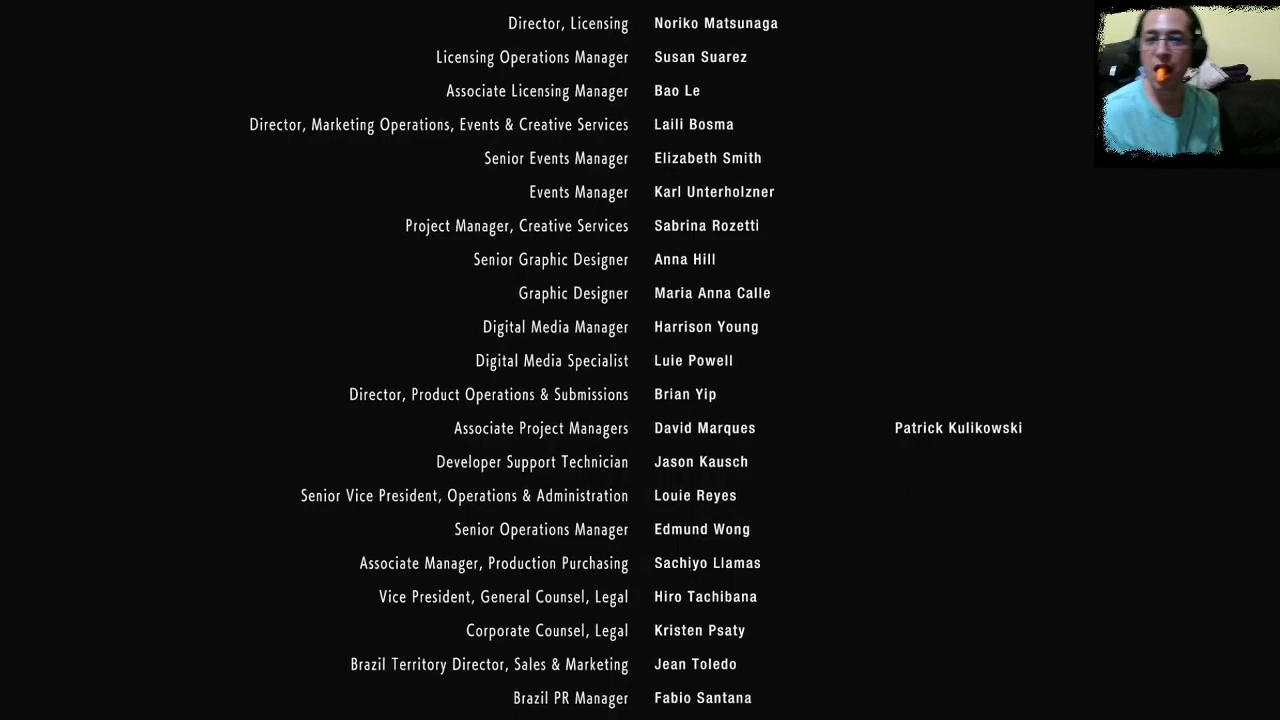 Director, Licensing Noriko Matsunaga
Licensing Operations Manager Susan Suarez
Associate Licensing Manager Bao Le
Director, Marketing Operations, Events & Creative Services Laili Bosma
Senior Events Manager Elizabeth Smith
Events Manager Karl Unterholzner
Project Manager, Creative Services Sabrina Rozetti
Senior Graphic Designer Anna Hill
Graphic Designer Maria Anna Calle
Digital Media Manager Harrison Young
Digital Media Specialist Luie Powell
Director, Product Operations & Submissions Brian Yip
Associate Project Managers David Marques Patrick Kulikowski
Developer Support Technician Jason Kausch
Senior Vice President, Operations & Administration Louie Reyes
Senior Operations Manager Edmund Wong
Associate Manager, Production Purchasing Sachiyo Llamas
Vice President, General Counsel, Legal Hiro Tachibana
Corporate Counsel, Legal Kristen Psaty
Brazil Territory Director, Sales & Marketing Jean Toledo
Brazil PR Manager Fabio Santana